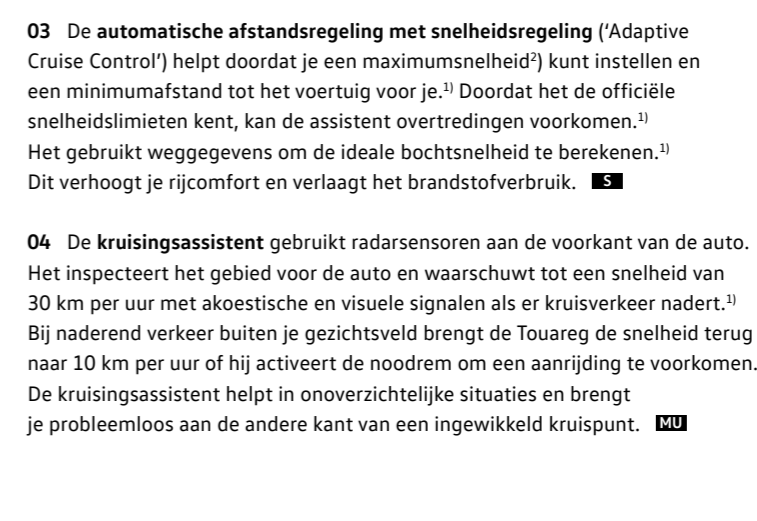 03 De automatische afstandsregeling met snelheidsregeling (‘Adaptive
Cruise Control’) helpt doordat je een maximumsnelheid²) kunt instellen en
een minimumafstand tot het voertuig voor je.¹⁾ Doordat het de officiële
snelheidslimieten kent, kan de assistent overtredingen voorkomen.¹⁾
Het gebruikt weggegevens om de ideale bochtsnelheid te berekenen.¹⁾
Dit verhoogt je rijcomfort en verlaagt het brandstofverbruik. S
04 De kruisingsassistent gebruikt radarsensoren aan de voorkant van de auto.
Het inspecteert het gebied voor de auto en waarschuwt tot een snelheid van
30 km per uur met akoestische en visuele signalen als er kruisverkeer nadert.¹⁾
Bij naderend verkeer buiten je gezichtsveld brengt de Touareg de snelheid terug
naar 10 km per uur of hij activeert de noodrem om een aanrijding te voorkomen.
De kruisingsassistent helpt in onoverzichtelijke situaties en brengt
je probleemloos aan de andere kant van een ingewikkeld kruispunt. MU